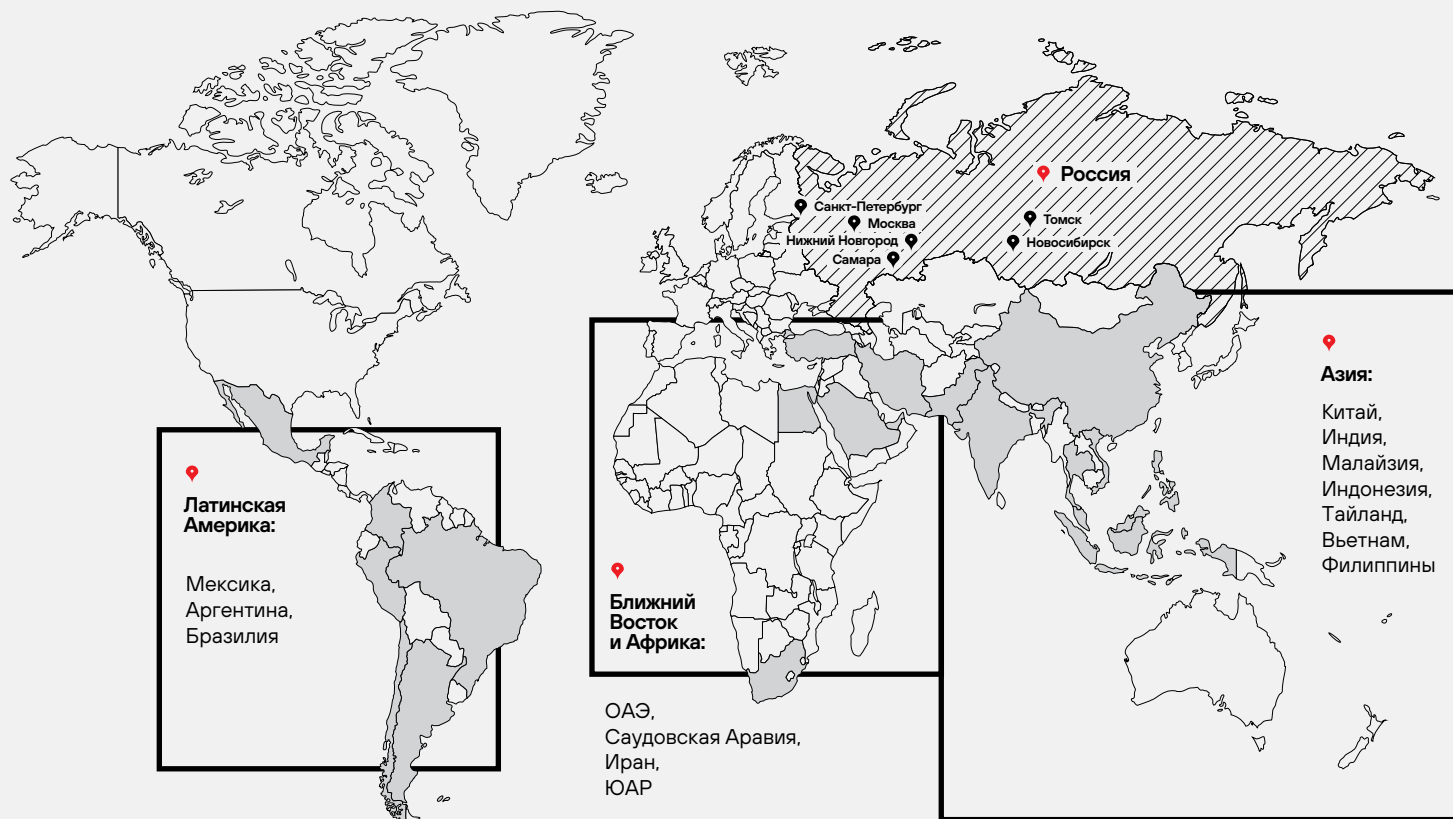 Россия
Санкт-Петербург
Москва
Нижний Новгород
Самара
Томск
Новосибирск
Латинская
Америка:
Мексика,
Аргентина,
Бразилия
Ближний
Восток
и Африка:
ОАЭ,
Саудовская Аравия,
Иран,
ЮАР
Азия:
Китай,
Индия,
Малайзия,
Индонезия,
Тайланд,
Вьетнам,
Филиппины